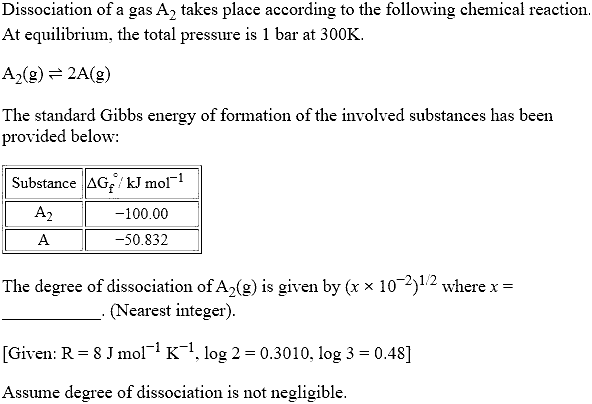 Dissociation of a gas A₂ takes place according to the following chemical reaction.
At equilibrium, the total pressure is 1 bar at 300K.
A₂(g) ⇌ 2A(g)
The standard Gibbs energy of formation of the involved substances has been
provided below:
Substance ΔG_f°/ kJ mol⁻¹
A₂ −100.00
A −50.832
The degree of dissociation of A₂(g) is given by (x × 10⁻²)^1/2 where x =
__________. (Nearest integer).
[Given: R = 8 J mol⁻¹ K⁻¹, log 2 = 0.3010, log 3 = 0.48]
Assume degree of dissociation is not negligible.